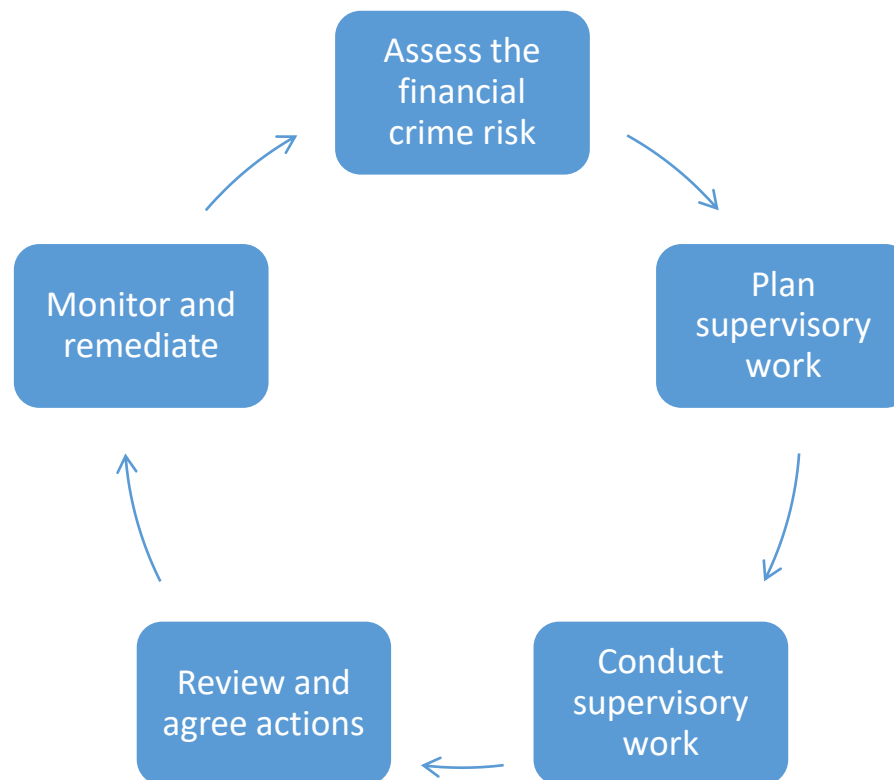 Assess the
financial
crime risk
Plan
supervisory
work
Conduct
supervisory
work
Review and
agree actions
Monitor and
remediate